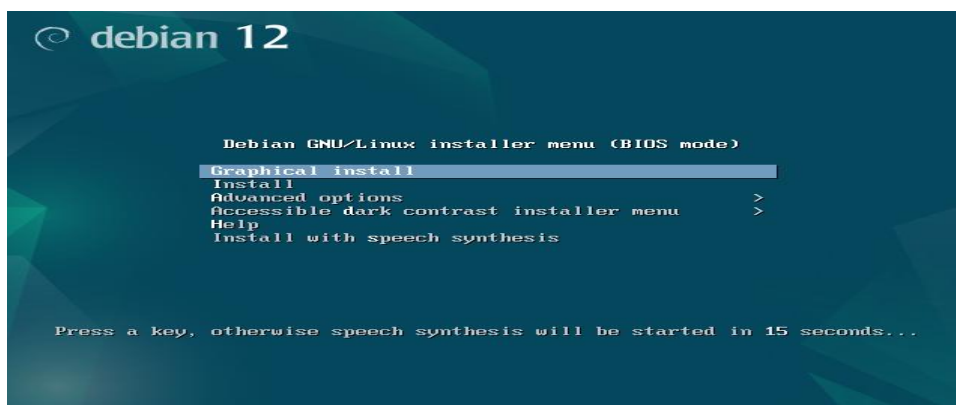 debian 12
Debian GNU/Linux installer menu (BIOS mode)
Graphical install
Install
Advanced options >
Accessible dark contrast installer menu >
Help
Install with speech synthesis
Press a key, otherwise speech synthesis will be started in 15 seconds...